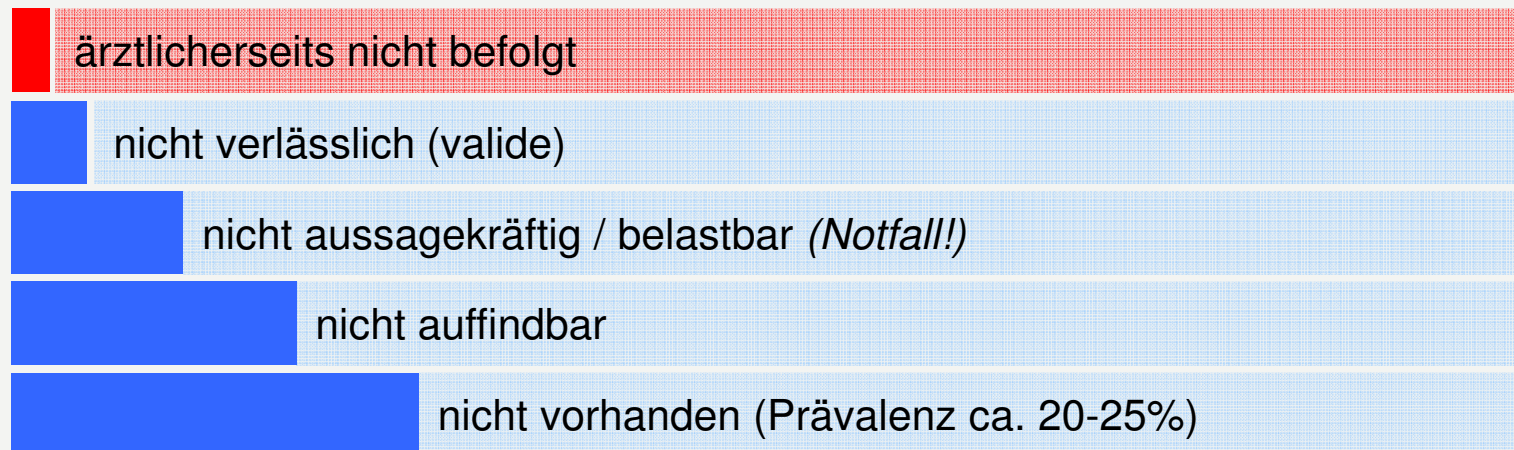 ärztlicherseits nicht befolgt
nicht verlässlich (valide)
nicht aussagekräftig / belastbar (Notfall!)
nicht auffindbar
nicht vorhanden (Prävalenz ca. 20-25%)